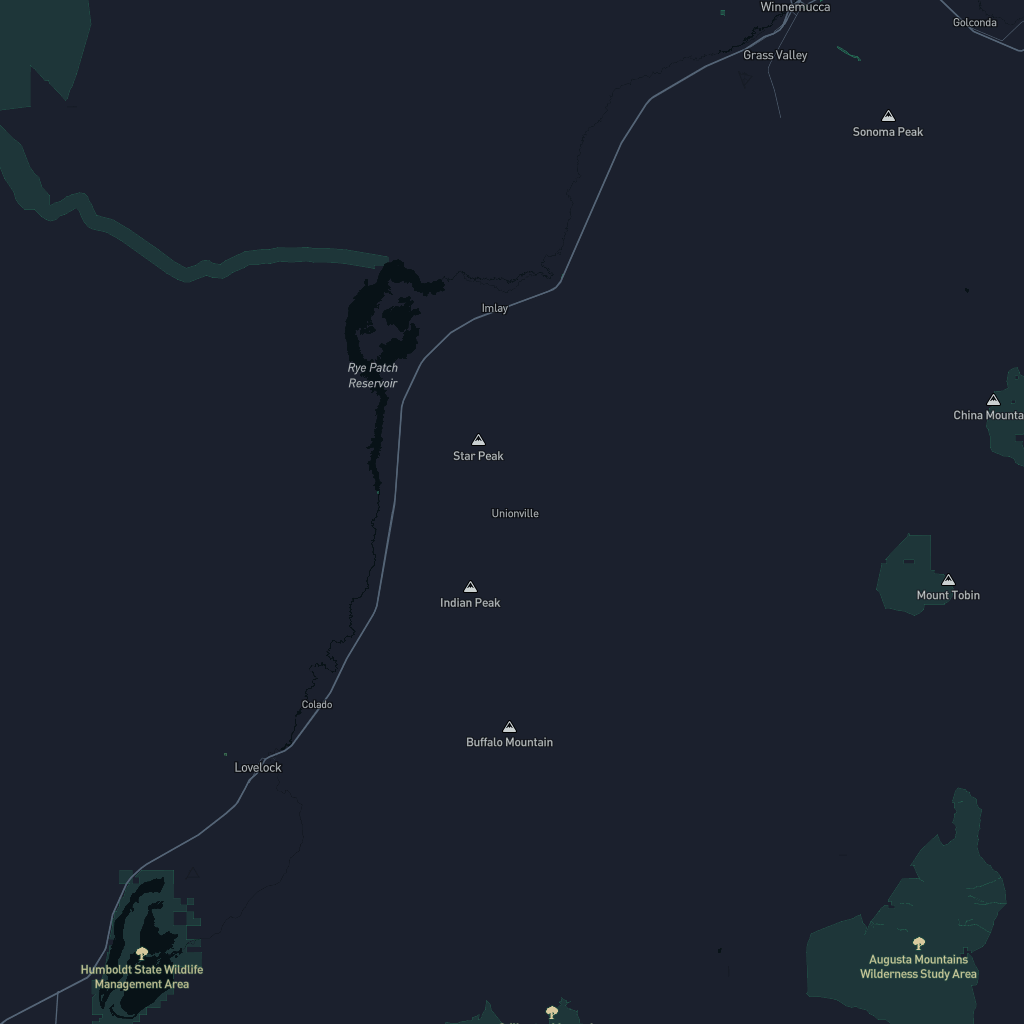 Winnemucca
Golconda
Grass Valley
Sonoma Peak
Imlay
Rye Patch
Reservoir
China Mounta
Star Peak
Unionville
Mount Tobin
Indian Peak
Colado
Buffalo Mountain
Lovelock
Augusta Mountains
Wilderness Study Area
Humboldt State Wildlife
Management Area